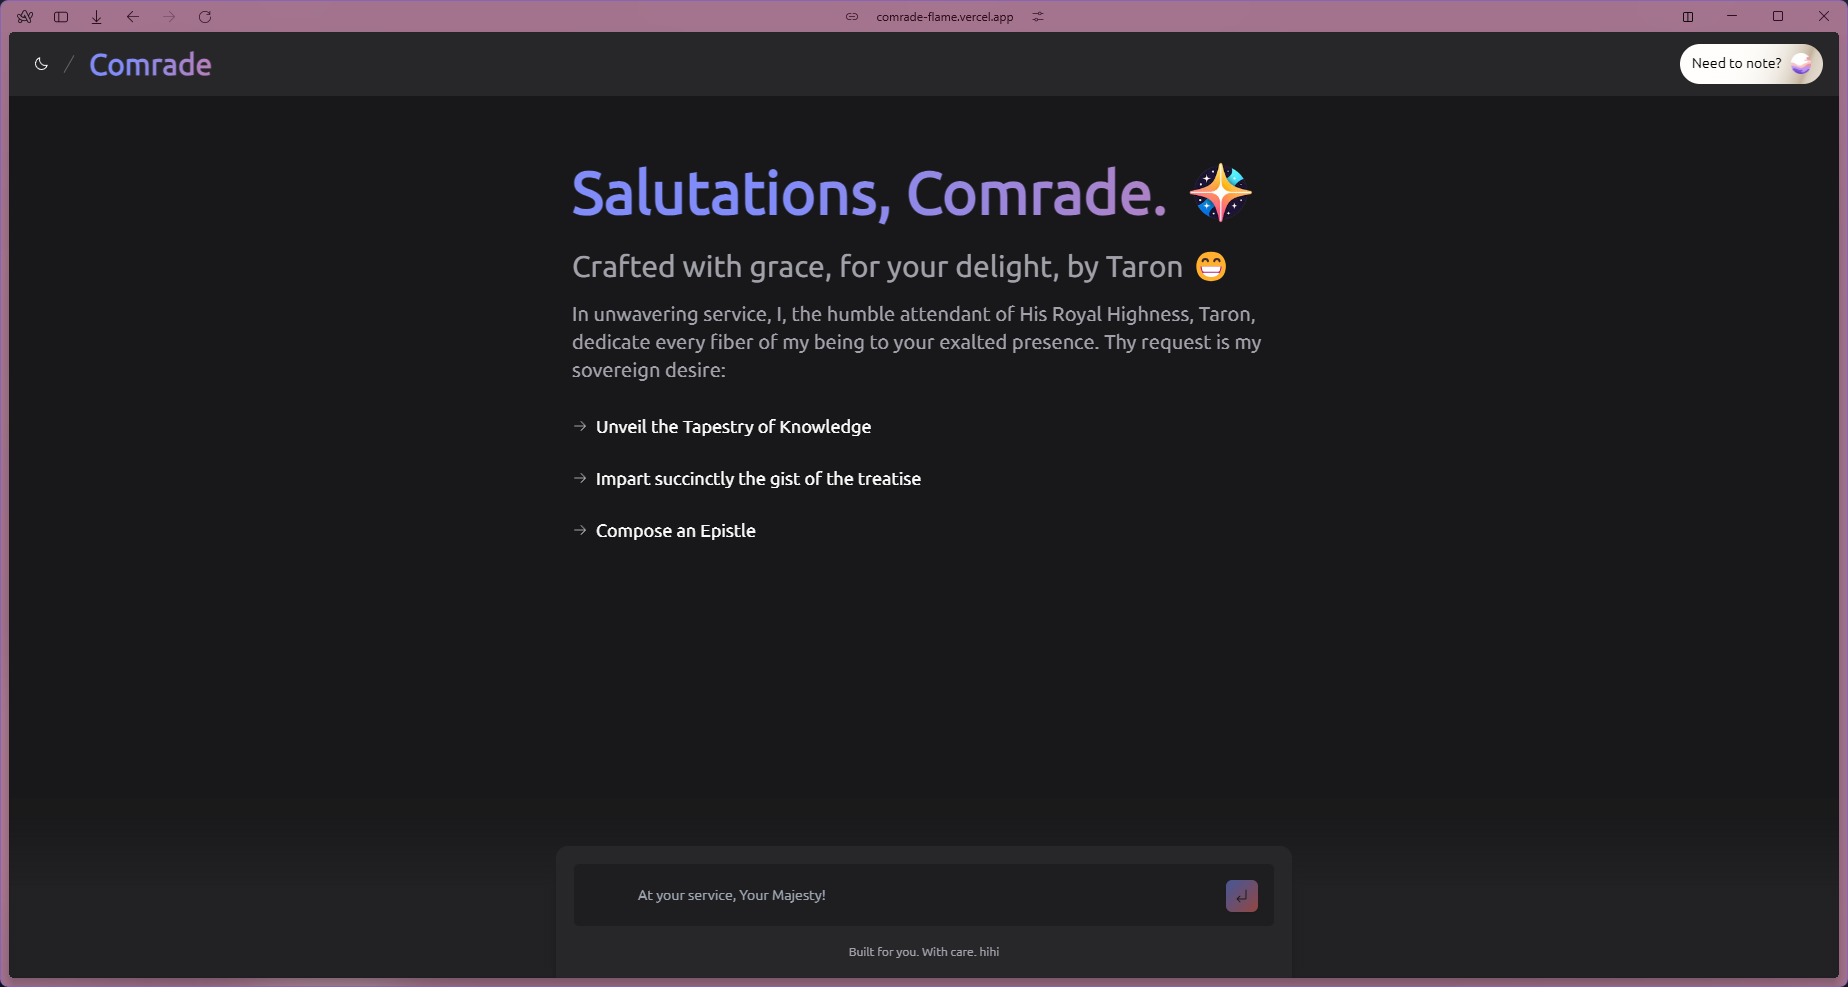 comrade-flame.vercel.app
Comrade
Need to note?
Salutations, Comrade.
Crafted with grace, for your delight, by Taron
In unwavering service, I, the humble attendant of His Royal Highness, Taron,
dedicate every fiber of my being to your exalted presence. Thy request is my
sovereign desire:
Unveil the Tapestry of Knowledge
Impart succinctly the gist of the treatise
Compose an Epistle
At your service, Your Majesty!
Built for you. With care. hihi